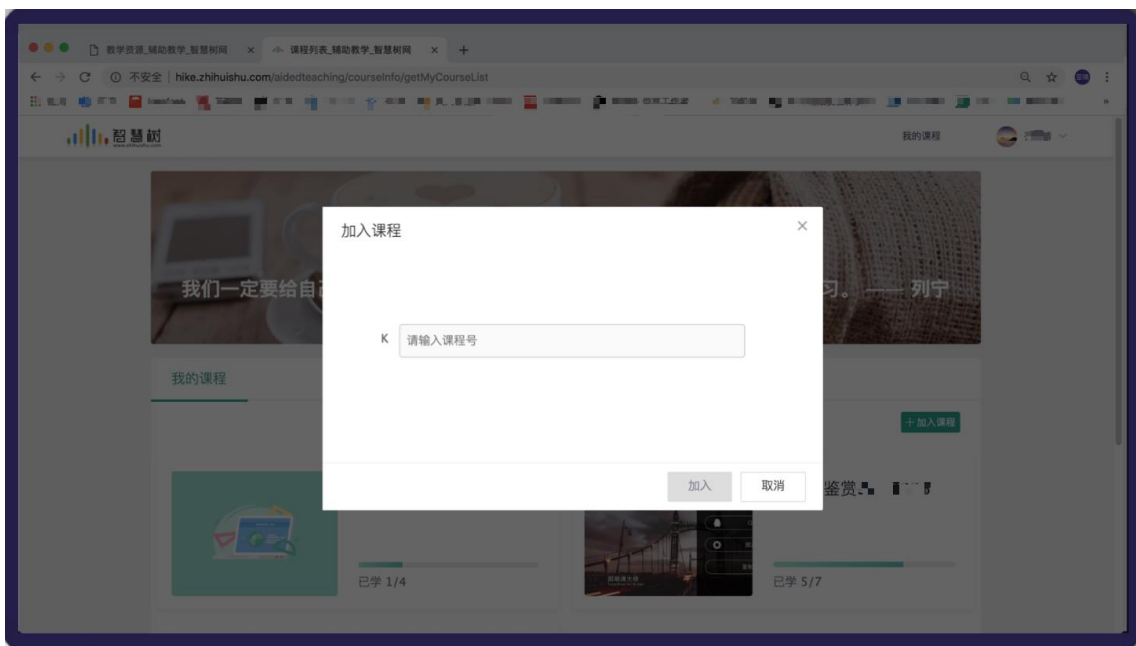 教学资源_辅助教学_智慧树网
课程列表_辅助教学_智慧树网
不安全 | hike.zhihuishu.com/aidedteaching/courseInfo/getMyCourseList
智慧树
www.zhihuishu.com
我的课程
我们一定要给自
习。—— 列宁
加入课程
K
请输入课程号
加入
取消
我的课程
+加入课程
鉴赏
已学 1/4
已学 5/7